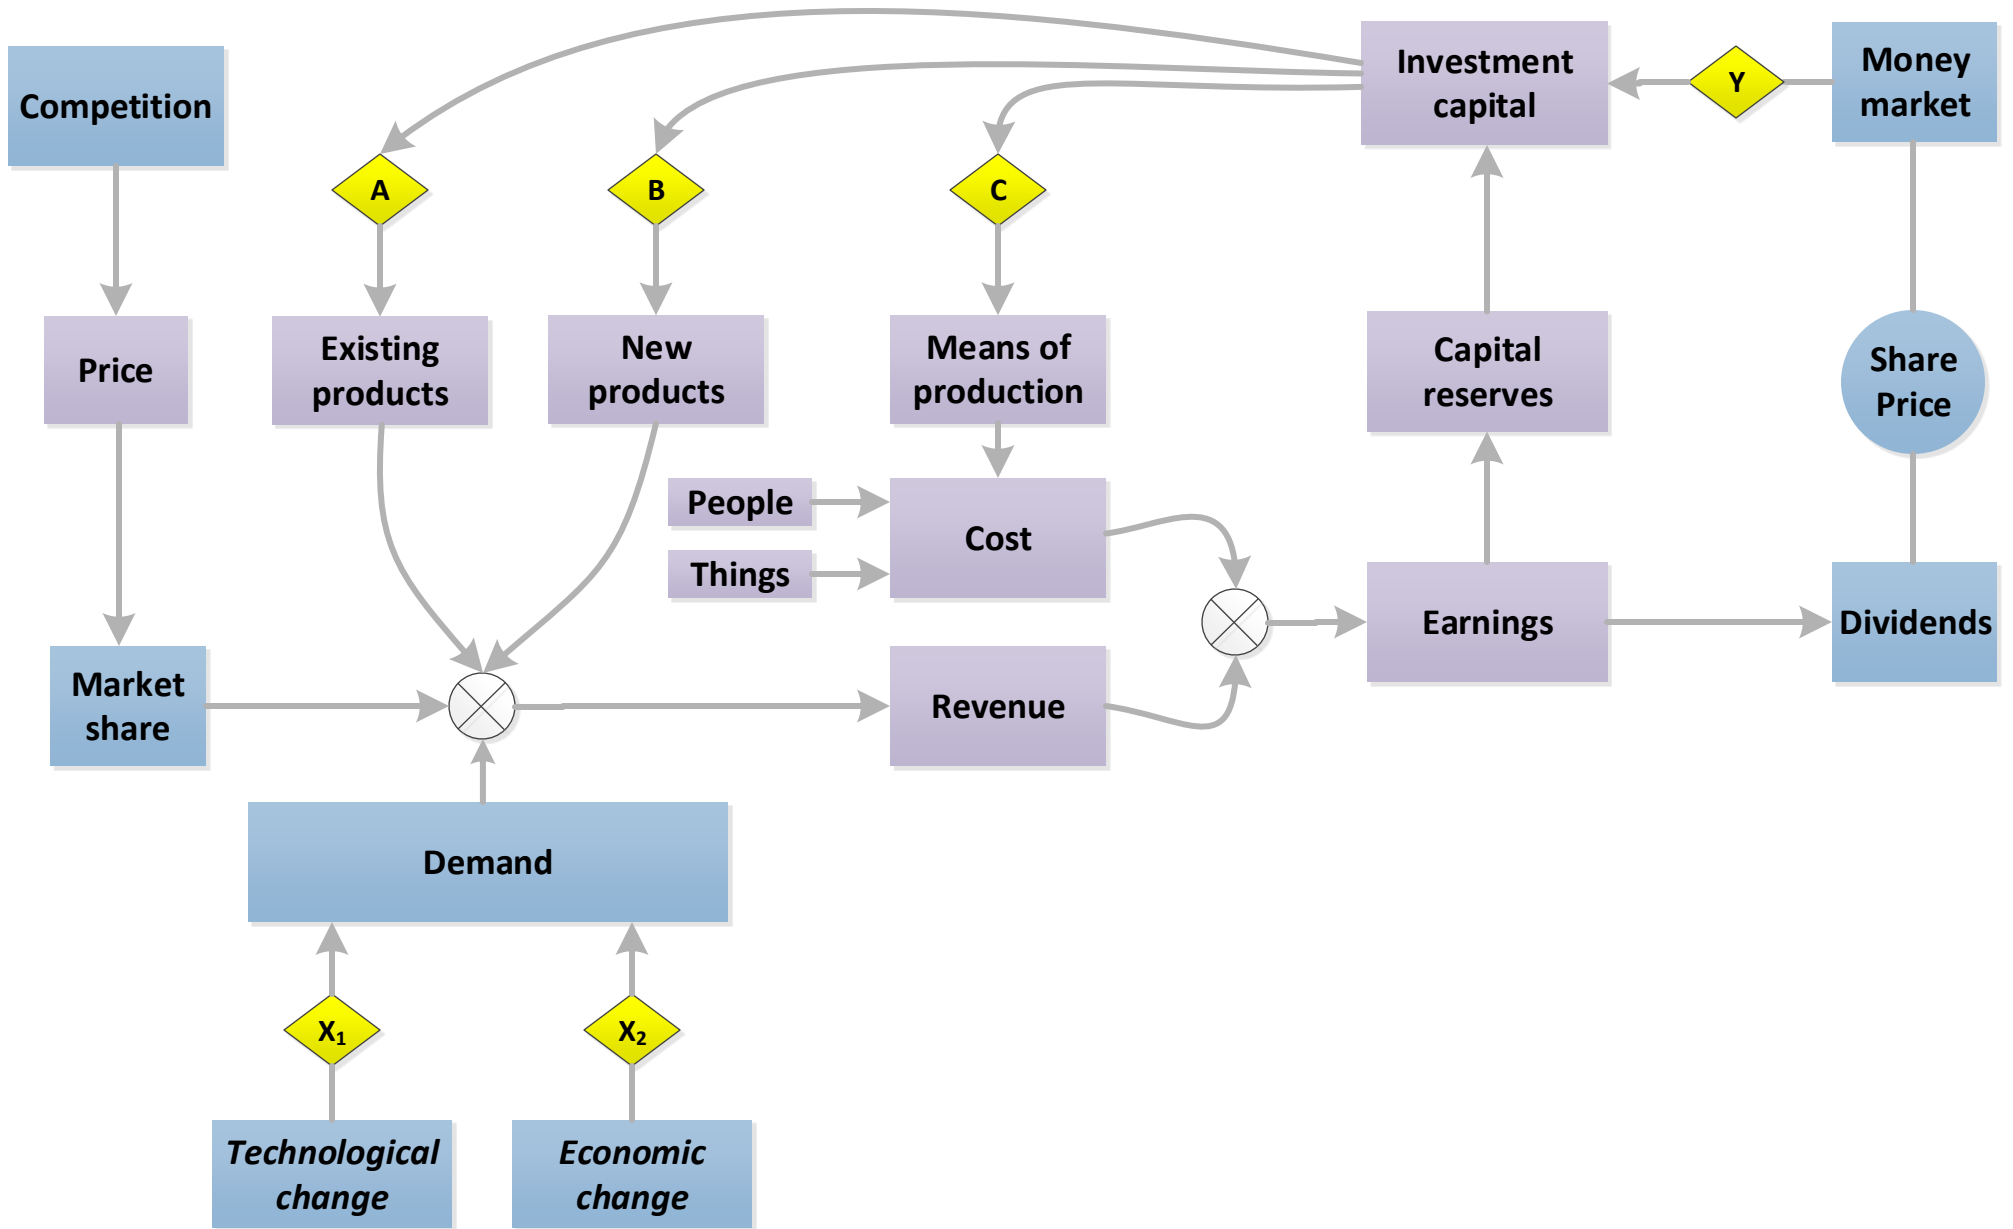 Competition
Investment
capital
Y
Money
market
A
B
C
Price
Existing
products
New
products
Means of
production
Capital
reserves
Share
Price
People
Things
Cost
Earnings
Dividends
Market
share
Revenue
Demand
X₁
X₂
Technological
change
Economic
change